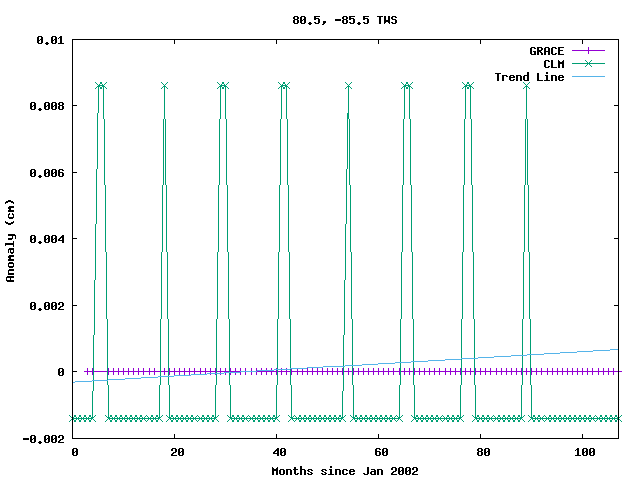 80.5, -85.5 TWS
0.01
GRACE
CLM
Trend Line
0.008
0.006
0.004
0.002
0
-0.002
Anomaly (cm)
0 20 40 60 80 100
Months since Jan 2002